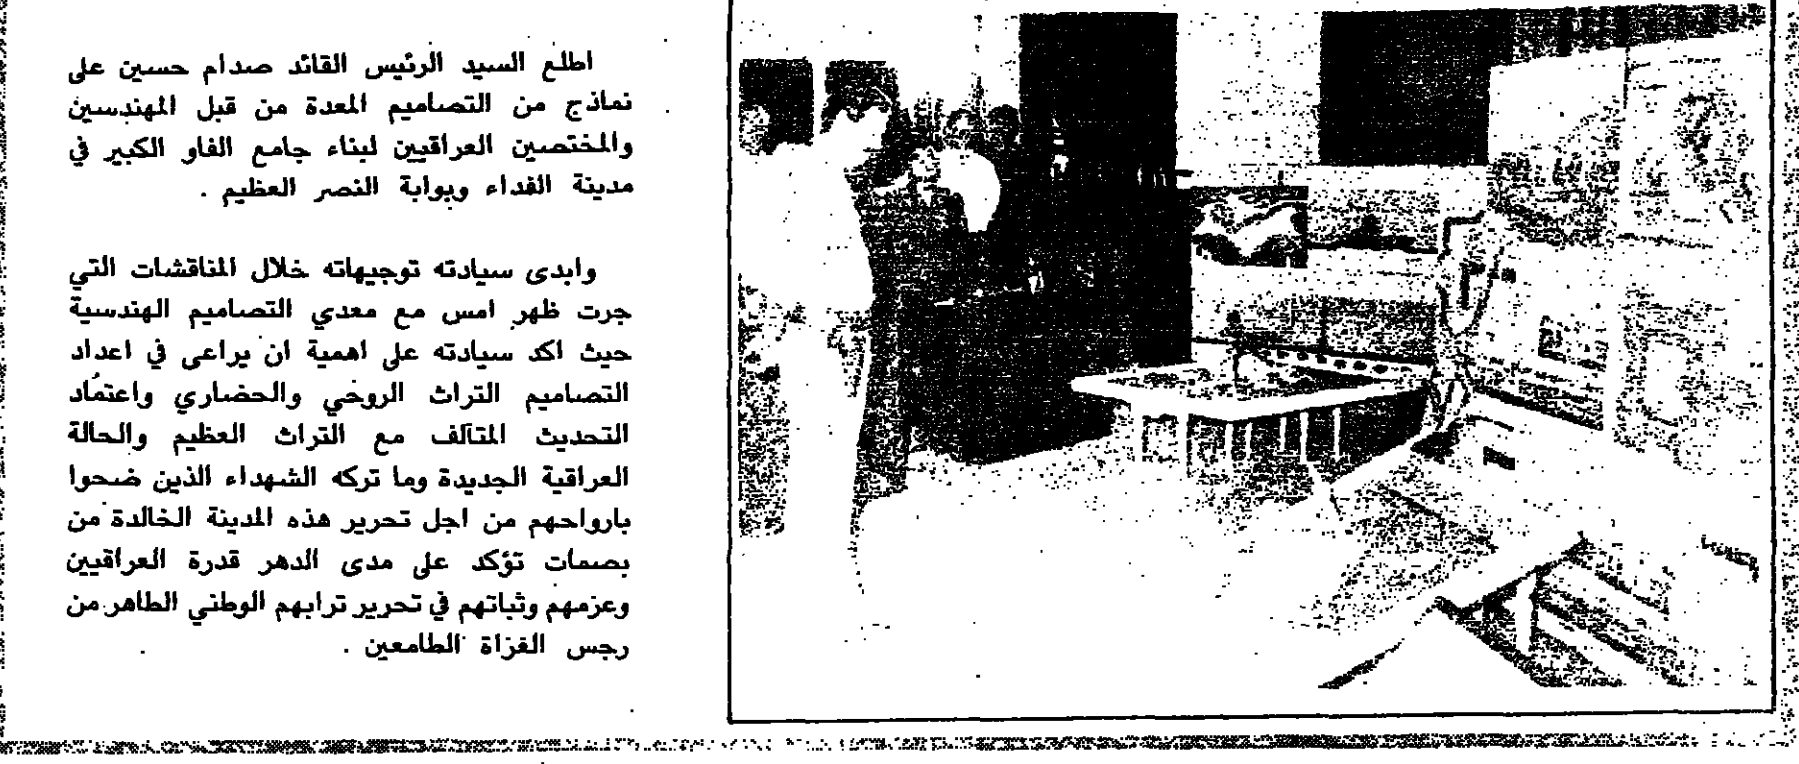 اطلع السيد الرئيس القائد صدام حسين على
نماذج من التصاميم المعدة من قبل المهندسين
والمختصين العراقيين لبناء جامع الفاو الكبير في
مدينة الفداء وبوابة النصر العظيم .
وابدى سيادته توجيهاته خلال المناقشات التي
جرت ظهر امس مع معدي التصاميم الهندسية
حيث اكد سيادته على اهمية ان يراعى في اعداد
التصاميم التراث الروحي والحضاري واعتماد
التحديث المتآلف مع التراث العظيم والحالة
العراقية الجديدة وما تركه الشهداء الذين ضحوا
بارواحهم من اجل تحرير هذه المدينة الخالدة من
بصمات تؤكد على مدى الدهر قدرة العراقيين
وعزمهم وثباتهم في تحرير ترابهم الوطني الطاهر من
رجس الغزاة الطامعين .